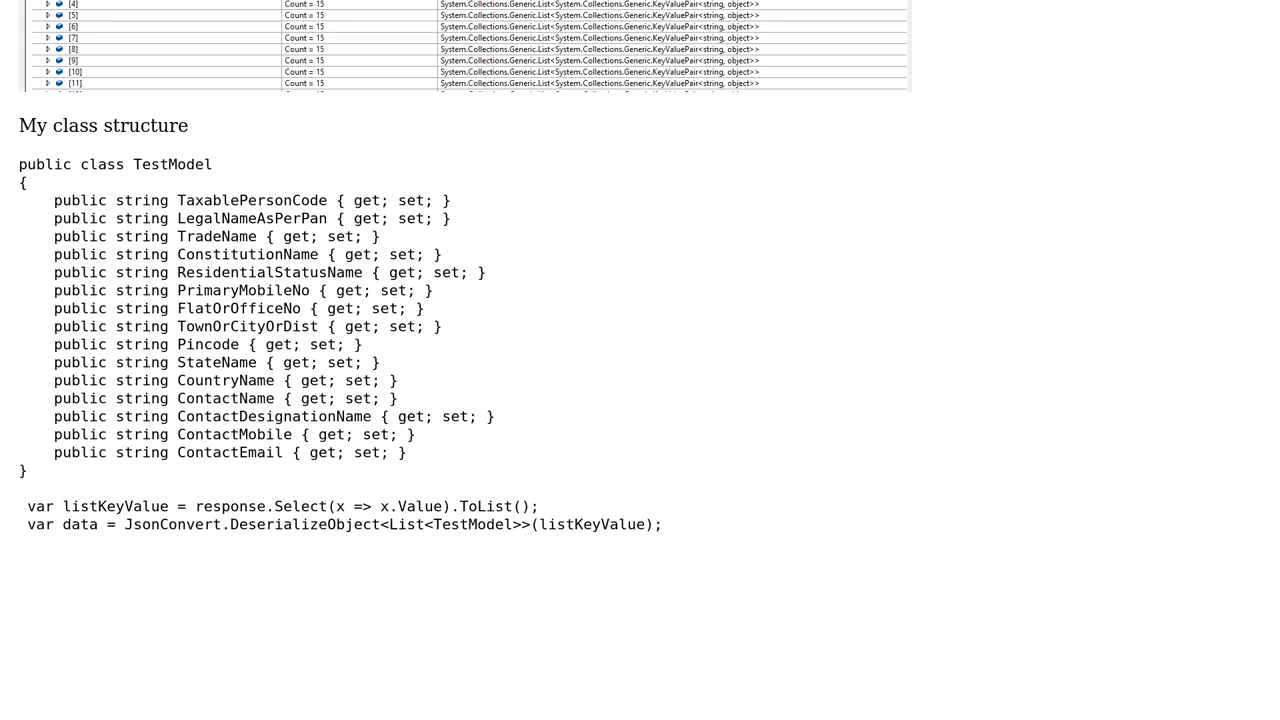 [4] Count = 15 System.Collections.Generic.List<System.Collections.Generic.KeyValuePair<string, object>>
[5] Count = 15 System.Collections.Generic.List<System.Collections.Generic.KeyValuePair<string, object>>
[6] Count = 15 System.Collections.Generic.List<System.Collections.Generic.KeyValuePair<string, object>>
[7] Count = 15 System.Collections.Generic.List<System.Collections.Generic.KeyValuePair<string, object>>
[8] Count = 15 System.Collections.Generic.List<System.Collections.Generic.KeyValuePair<string, object>>
[9] Count = 15 System.Collections.Generic.List<System.Collections.Generic.KeyValuePair<string, object>>
[10] Count = 15 System.Collections.Generic.List<System.Collections.Generic.KeyValuePair<string, object>>
[11] Count = 15 System.Collections.Generic.List<System.Collections.Generic.KeyValuePair<string, object>>
My class structure
public class TestModel
{
    public string TaxablePersonCode { get; set; }
    public string LegalNameAsPerPan { get; set; }
    public string TradeName { get; set; }
    public string ConstitutionName { get; set; }
    public string ResidentialStatusName { get; set; }
    public string PrimaryMobileNo { get; set; }
    public string FlatOrOfficeNo { get; set; }
    public string TownOrCityOrDist { get; set; }
    public string Pincode { get; set; }
    public string StateName { get; set; }
    public string CountryName { get; set; }
    public string ContactName { get; set; }
    public string ContactDesignationName { get; set; }
    public string ContactMobile { get; set; }
    public string ContactEmail { get; set; }
}
 var listKeyValue = response.Select(x => x.Value).ToList();
 var data = JsonConvert.DeserializeObject<List<TestModel>>(listKeyValue);